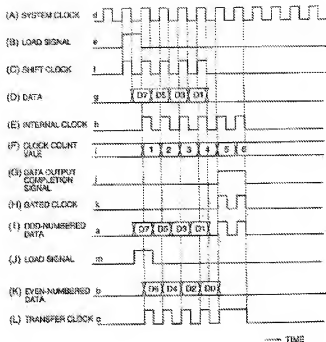 (A) SYSTEM CLOCK d
(B) LOAD SIGNAL e
(C) SHIFT CLOCK f
(D) DATA g D7 D5 D3 D1
(E) INTERNAL CLOCK h
(F) CLOCK COUNT VALE i 1 2 3 4 5 6
(G) DATA OUTPUT COMPLETION SIGNAL j
(H) GATED CLOCK k
(I) ODD-NUMBERED DATA a D7 D5 D3 D1
(J) LOAD SIGNAL m
(K) EVEN-NUMBERED DATA b D6 D4 D2 D0
(L) TRANSFER CLOCK c
TIME